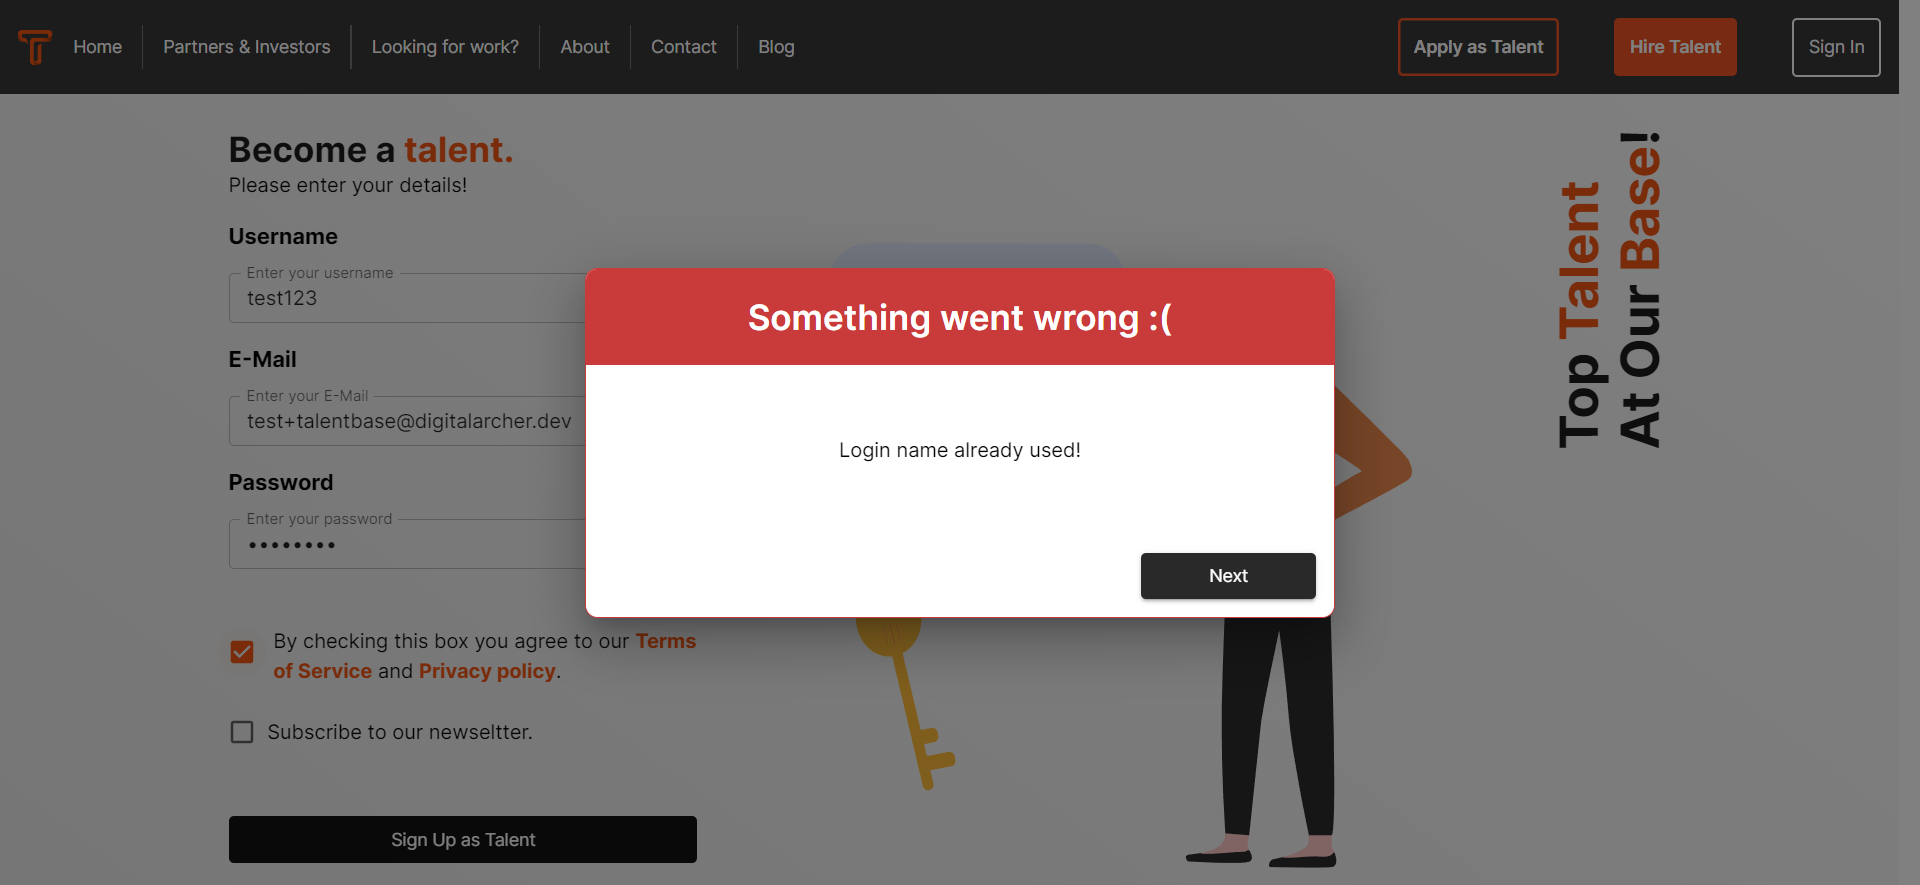 Home
Partners & Investors
Looking for work?
About
Contact
Blog
Apply as Talent
Hire Talent
Sign In
Become a talent.
Please enter your details!
Username
Enter your username
test123
E-Mail
Enter your E-Mail
test+talentbase@digitalarcher.dev
Password
Enter your password
••••••••
By checking this box you agree to our Terms
of Service and Privacy policy.
Subscribe to our newseltter.
Sign Up as Talent
Something went wrong :(
Login name already used!
Next
Top Talent
At Our Base!